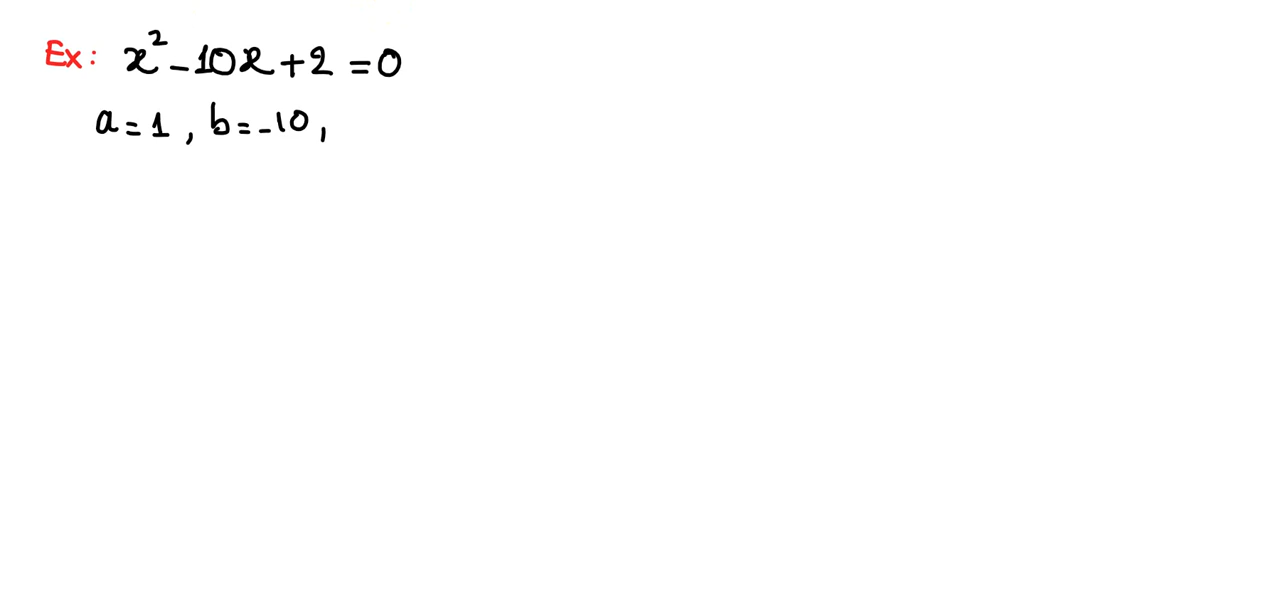 Ex: x² - 10x + 2 = 0
a = 1 , b = -10 ,